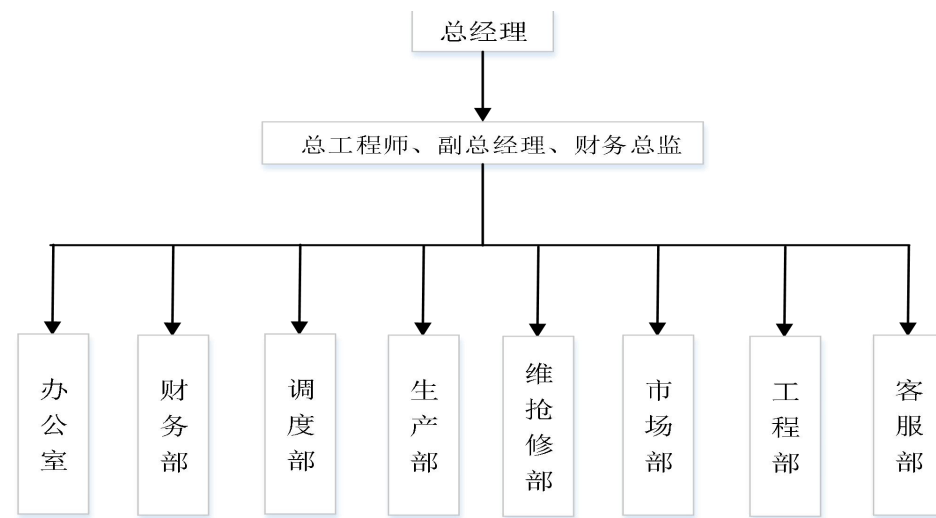 总经理
总工程师、副总经理、财务总监
办公室
财务部
调度部
生产部
维抢修部
市场部
工程部
客服部